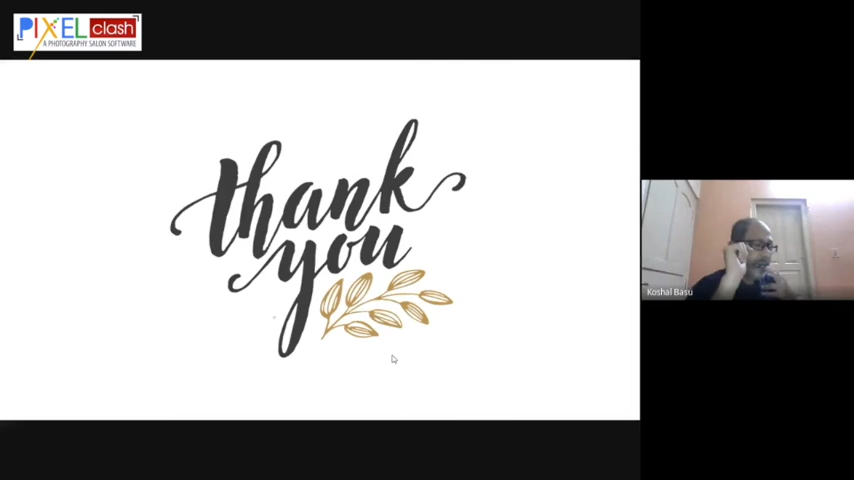 PIXEL clash
A PHOTOGRAPHY SALON SOFTWARE
thank
you
Koshal Basu